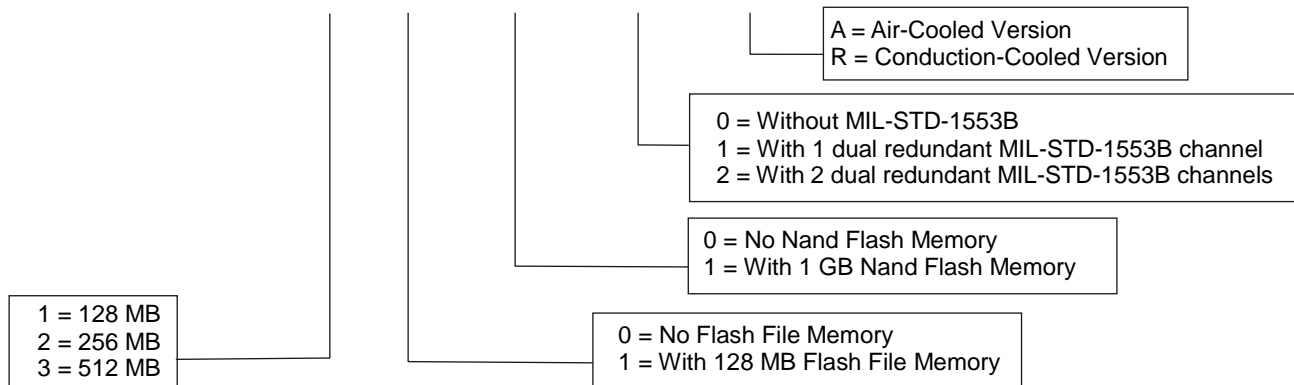 A = Air-Cooled Version
R = Conduction-Cooled Version
0 = Without MIL-STD-1553B
1 = With 1 dual redundant MIL-STD-1553B channel
2 = With 2 dual redundant MIL-STD-1553B channels
0 = No Nand Flash Memory
1 = With 1 GB Nand Flash Memory
1 = 128 MB
2 = 256 MB
3 = 512 MB
0 = No Flash File Memory
1 = With 128 MB Flash File Memory